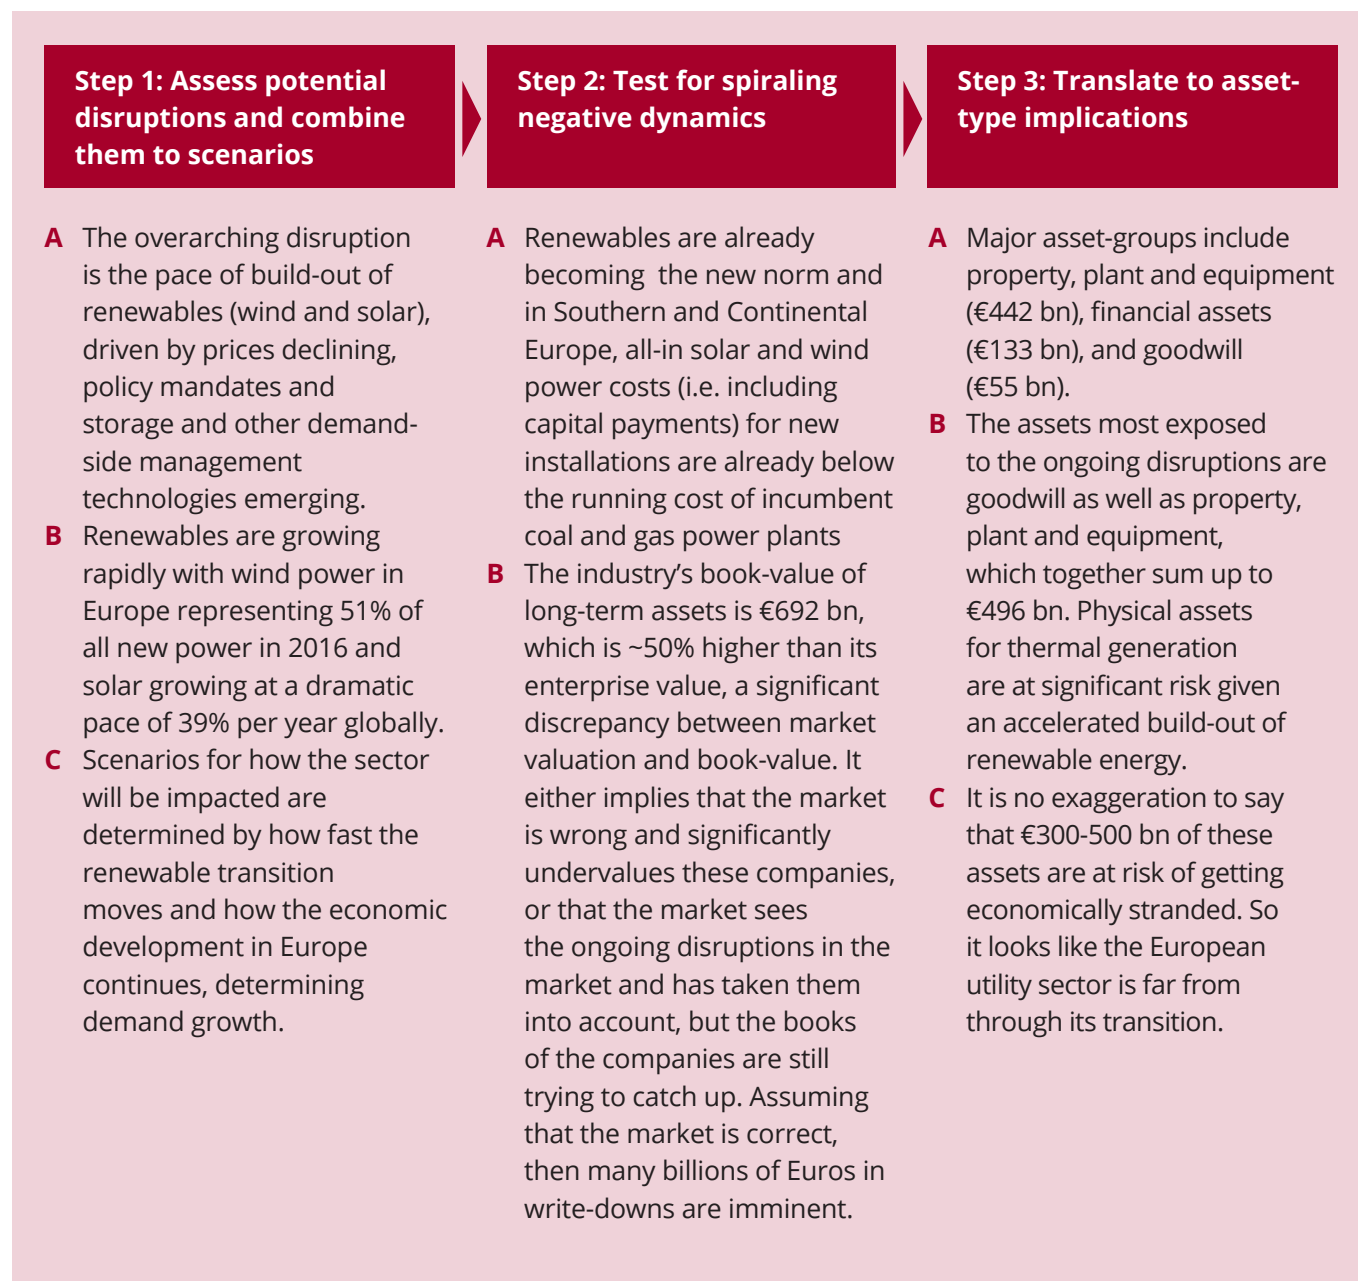 Step 1: Assess potential
disruptions and combine
them to scenarios
A The overarching disruption
is the pace of build-out of
renewables (wind and solar),
driven by prices declining,
policy mandates and
storage and other demand-
side management
technologies emerging.
B Renewables are growing
rapidly with wind power in
Europe representing 51% of
all new power in 2016 and
solar growing at a dramatic
pace of 39% per year globally.
C Scenarios for how the sector
will be impacted are
determined by how fast the
renewable transition
moves and how the economic
development in Europe
continues, determining
demand growth.
Step 2: Test for spiraling
negative dynamics
A Renewables are already
becoming  the new norm and
in Southern and Continental
Europe, all-in solar and wind
power costs (i.e. including
capital payments) for new
installations are already below
the running cost of incumbent
coal and gas power plants
B The industry’s book-value of
long-term assets is €692 bn,
which is ~50% higher than its
enterprise value, a significant
discrepancy between market
valuation and book-value. It
either implies that the market
is wrong and significantly
undervalues these companies,
or that the market sees
the ongoing disruptions in the
market and has taken them
into account, but the books
of the companies are still
trying to catch up. Assuming
that the market is correct,
then many billions of Euros in
write-downs are imminent.
Step 3: Translate to asset-
type implications
A Major asset-groups include
property, plant and equipment
(€442 bn), financial assets
(€133 bn), and goodwill
(€55 bn).
B The assets most exposed
to the ongoing disruptions are
goodwill as well as property,
plant and equipment,
which together sum up to
€496 bn. Physical assets
for thermal generation
are at significant risk given
an accelerated build-out of
renewable energy.
C It is no exaggeration to say
that €300-500 bn of these
assets are at risk of getting
economically stranded. So
it looks like the European
utility sector is far from
through its transition.